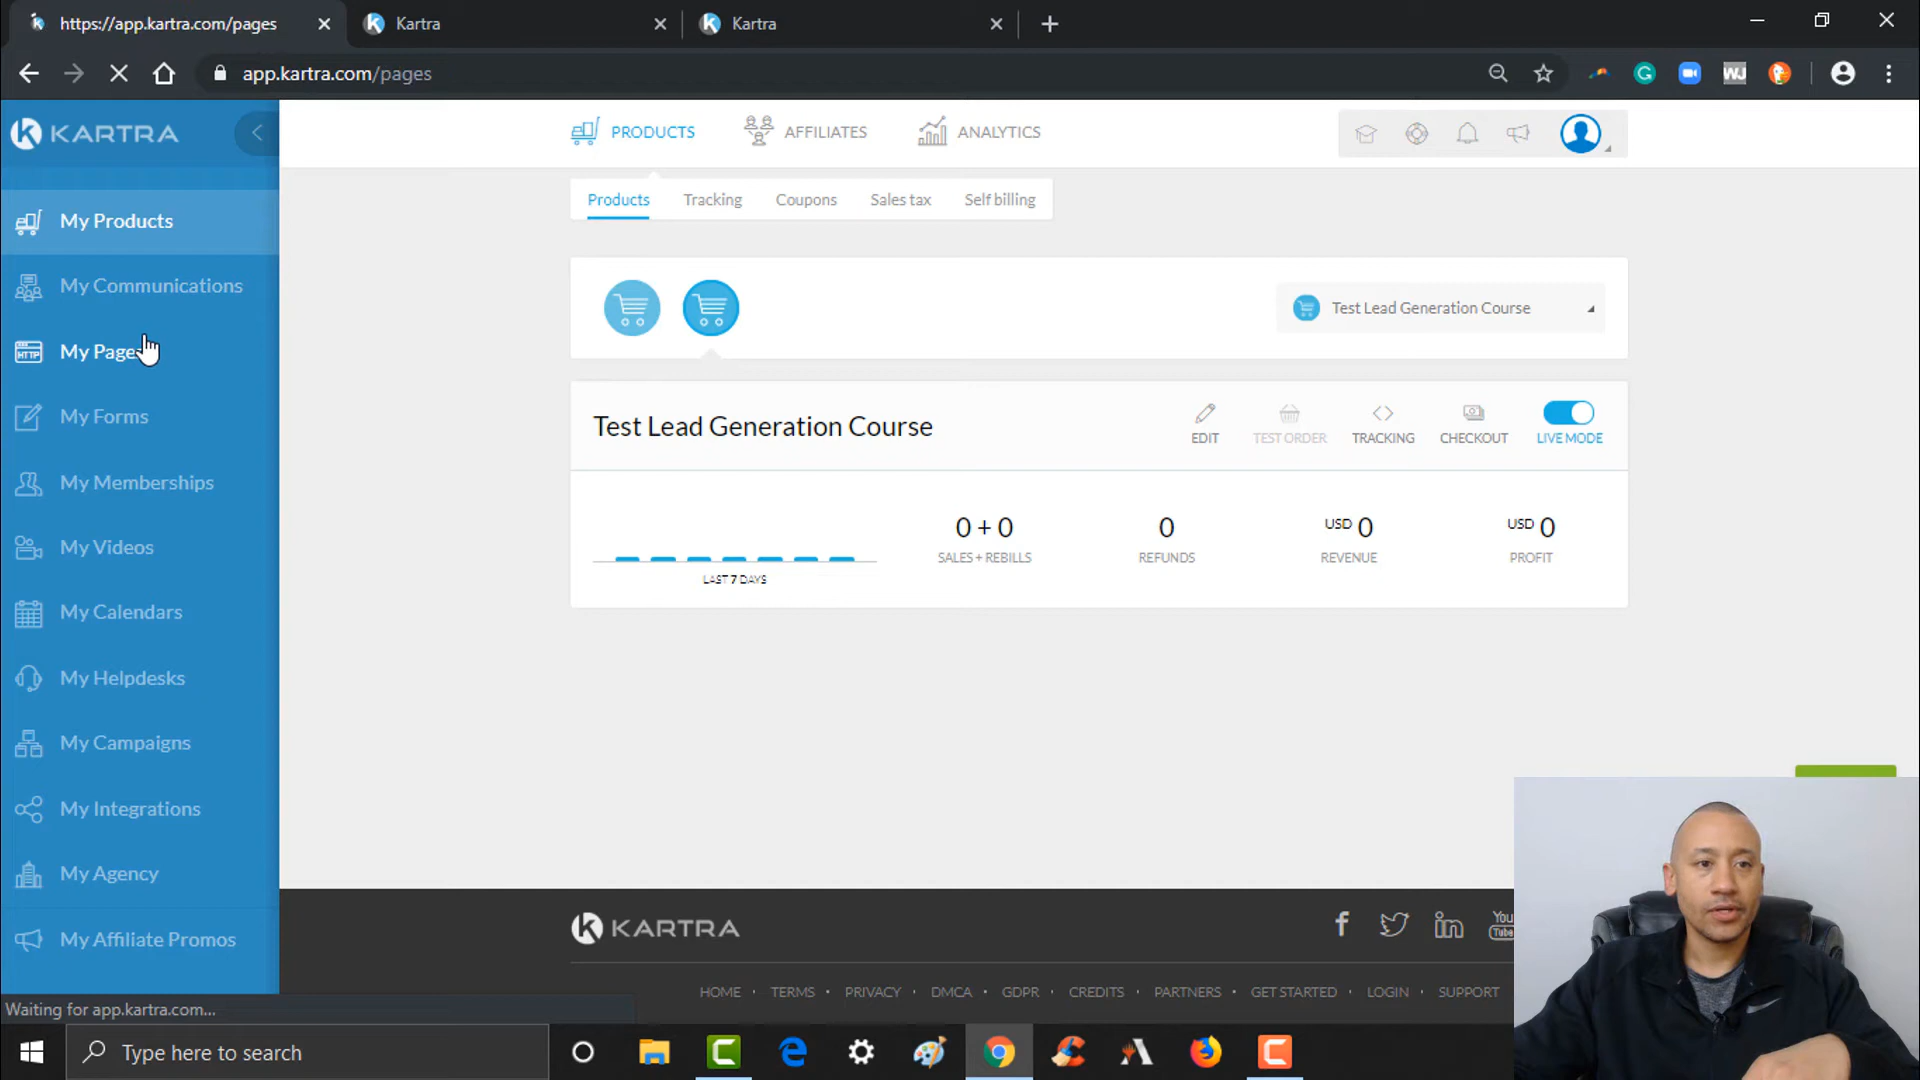 https://app.kartra.com/pages
Kartra
Kartra
app.kartra.com/pages
KARTRA
PRODUCTS
AFFILIATES
ANALYTICS
Products
Tracking
Coupons
Sales tax
Self billing
My Products
My Communications
My Pages
My Forms
My Memberships
My Videos
My Calendars
My Helpdesks
My Campaigns
My Integrations
My Agency
My Affiliate Promos
HTTP
Test Lead Generation Course
Test Lead Generation Course
EDIT
TEST ORDER
TRACKING
CHECKOUT
LIVE MODE
0 + 0
SALES + REBILLS
0
REFUNDS
USD 0
REVENUE
USD 0
PROFIT
LAST 7 DAYS
KARTRA
You
Tube
HOME
TERMS
PRIVACY
DMCA
GDPR
CREDITS
PARTNERS
GET STARTED
LOGIN
SUPPORT
Waiting for app.kartra.com...
Type here to search